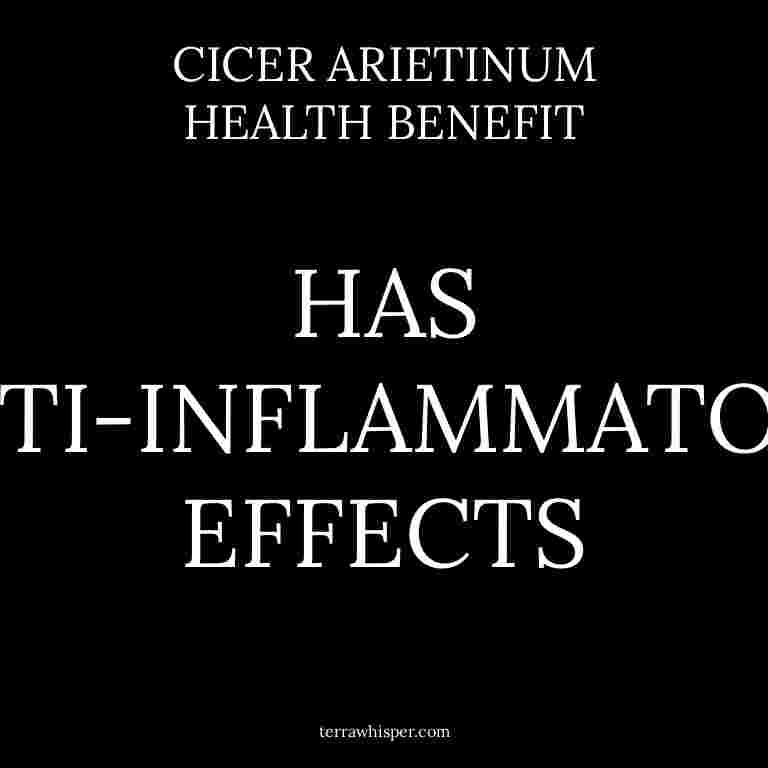 CICER ARIETINUM
HEALTH BENEFIT
HAS
TI-INFLAMMATO
EFFECTS
terrawhisper.com